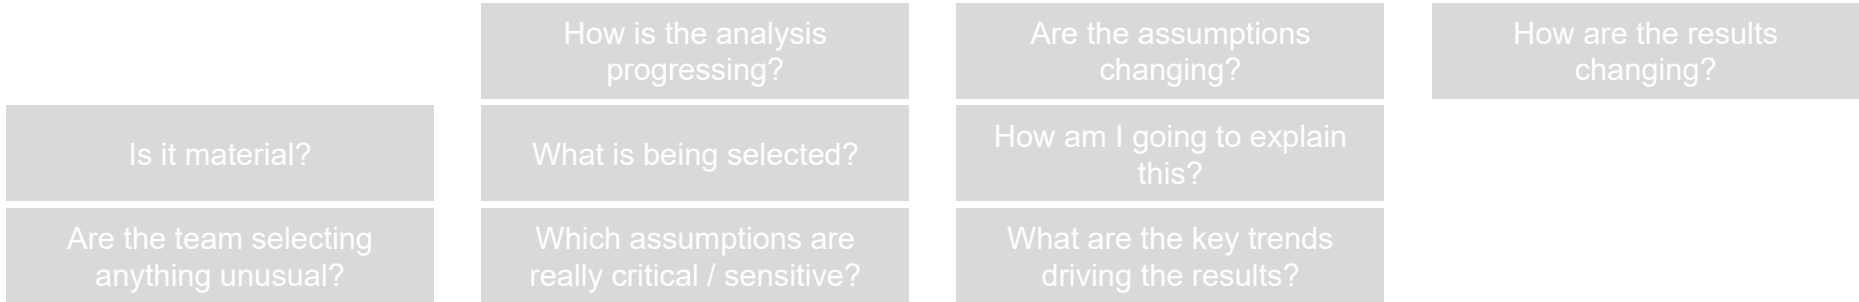 How is the analysis
progressing?
Are the assumptions
changing?
How are the results
changing?
Is it material?
What is being selected?
How am I going to explain
this?
Are the team selecting
anything unusual?
Which assumptions are
really critical / sensitive?
What are the key trends
driving the results?